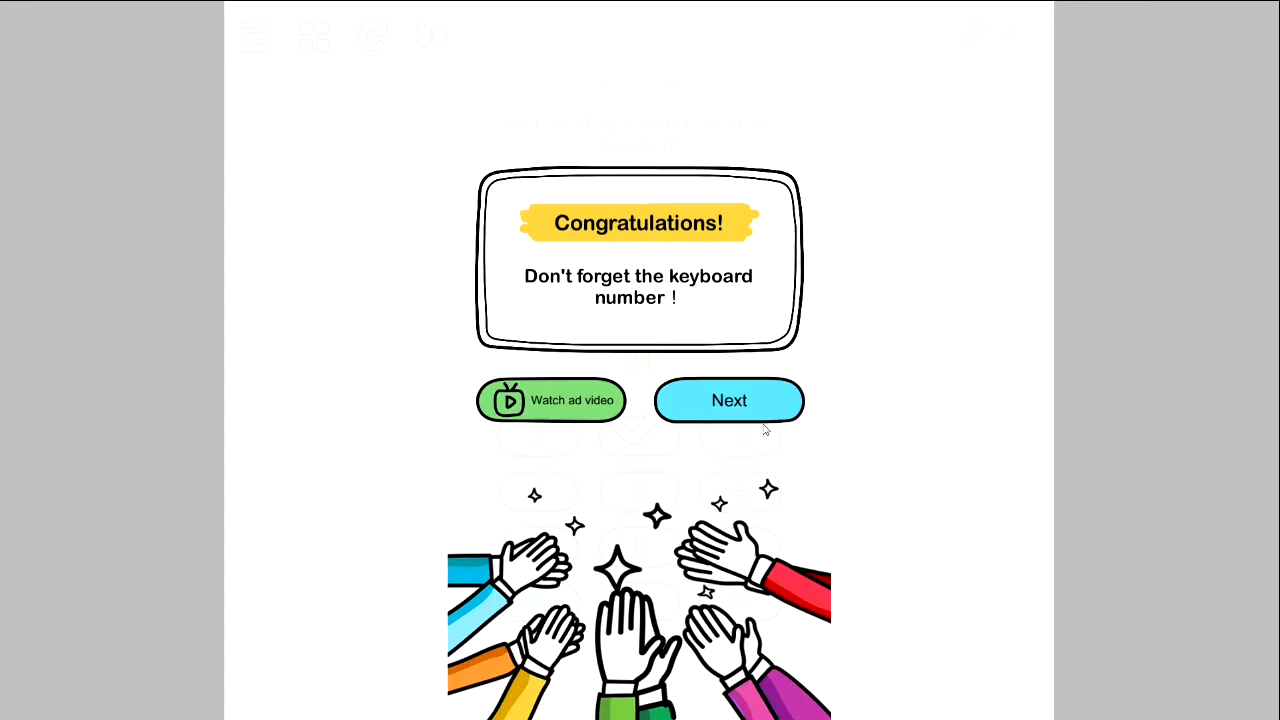 Congratulations!
Don't forget the keyboard
number !
Watch ad video
Next